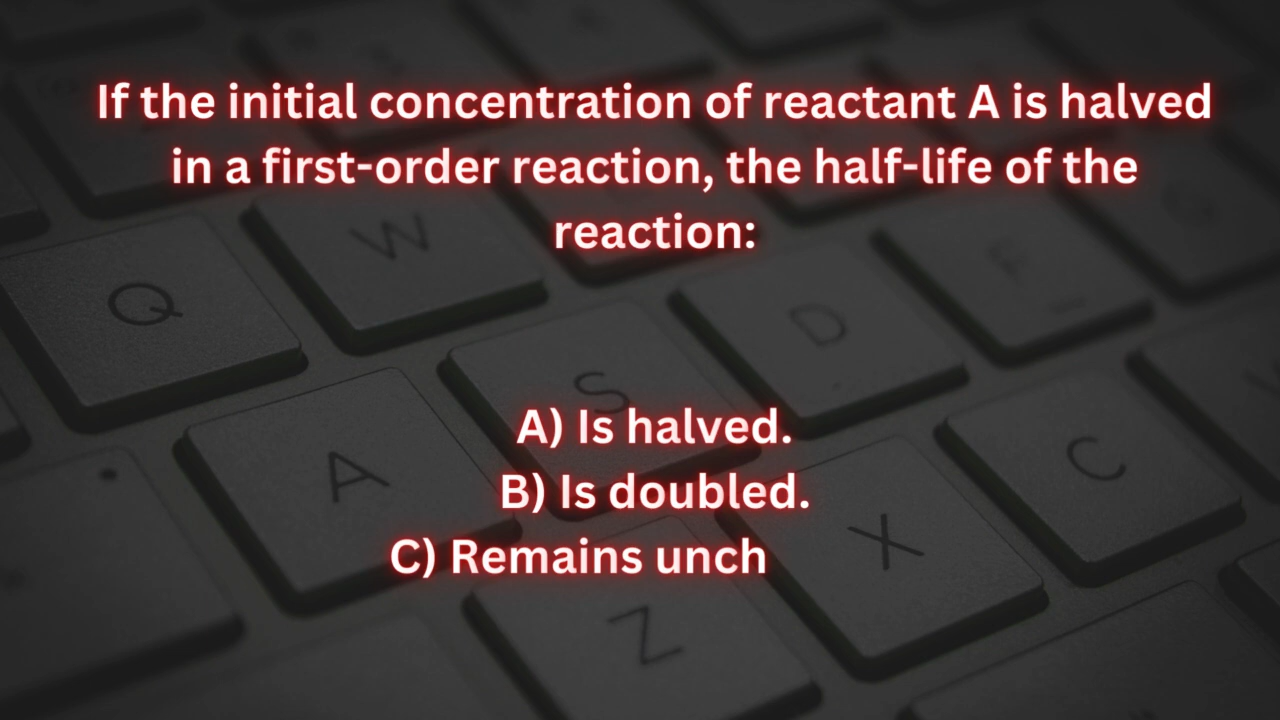 If the initial concentration of reactant A is halved
in a first-order reaction, the half-life of the
reaction:
A) Is halved.
B) Is doubled.
C) Remains unch
Q
W
D
F
S
A
C
X
Z